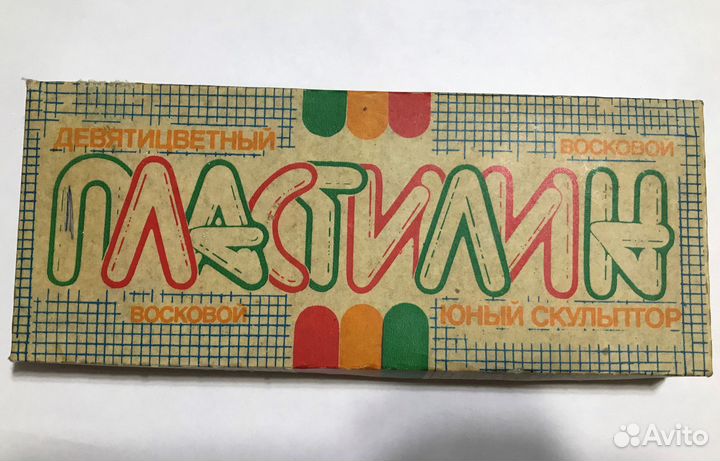 ДЕВЯТИЦВЕТНЫЙ
ВОСКОВОЙ
ПЛАСТИЛИН
ВОСКОВОЙ
ЮНЫЙ СКУЛЬПТОР
Avito